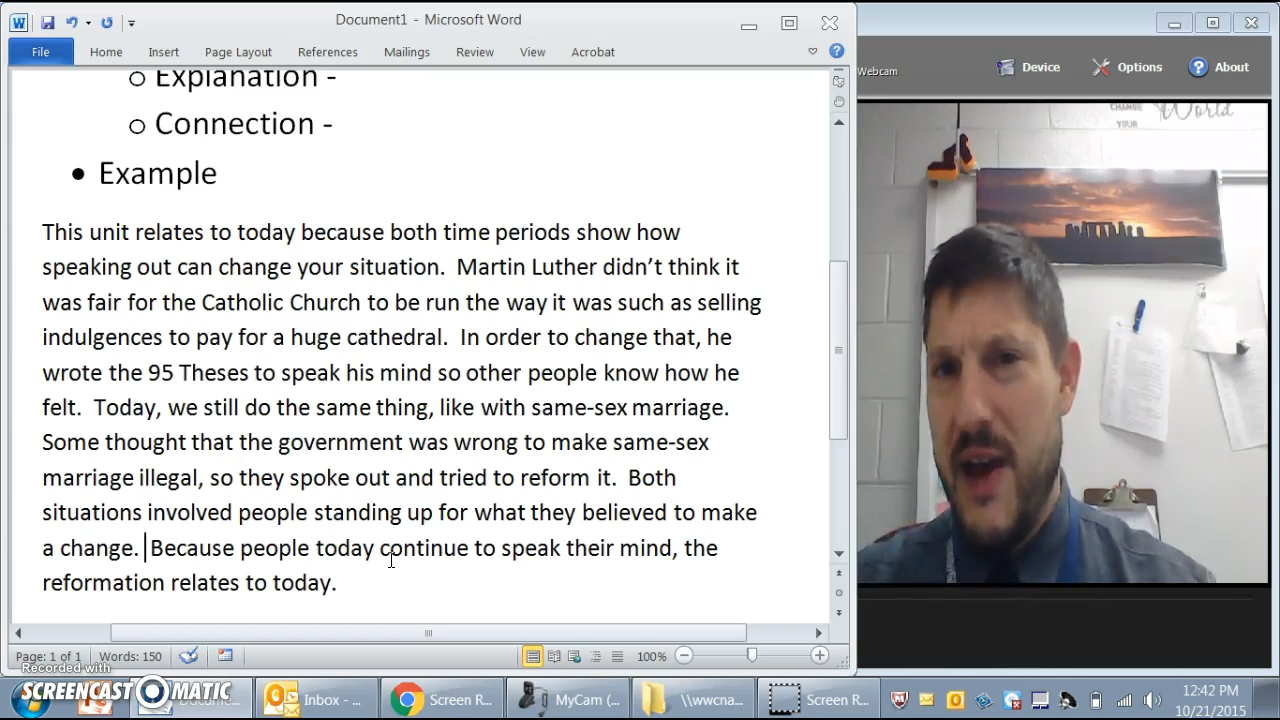 Document1 - Microsoft Word
File Home Insert Page Layout References Mailings Review View Acrobat
Webcam Device Options About
o Explanation -
o Connection -
• Example
This unit relates to today because both time periods show how
speaking out can change your situation.  Martin Luther didn’t think it
was fair for the Catholic Church to be run the way it was such as selling
indulgences to pay for a huge cathedral.  In order to change that, he
wrote the 95 Theses to speak his mind so other people know how he
felt.  Today, we still do the same thing, like with same-sex marriage.
Some thought that the government was wrong to make same-sex
marriage illegal, so they spoke out and tried to reform it.  Both
situations involved people standing up for what they believed to make
a change.  Because people today continue to speak their mind, the
reformation relates to today.
CHANGE World
YOUR
Page: 1 of 1 Words: 150 100%
Recorded with
SCREENCAST MATIC
Docume... Inbox - ... Screen R... MyCam (... \\wwcna... Screen R...
12:42 PM
10/21/2015